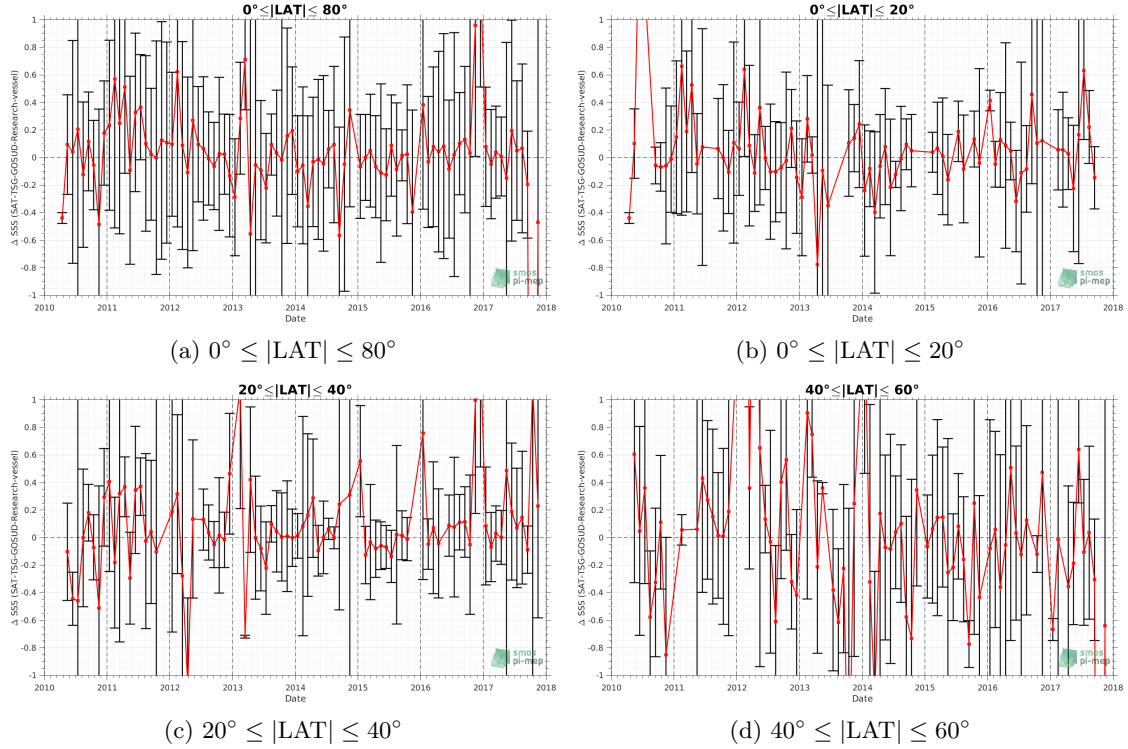 0°≤|LAT|≤ 80°
Δ SSS (SAT-TSG-GOSUD-Research-vessel)
1
0.8
0.6
0.4
0.2
0
-0.2
-0.4
-0.6
-0.8
-1
2010 2011 2012 2013 2014 2015 2016 2017 2018
Date
smos
pi-mep
(a) 0° ≤ |LAT| ≤ 80°
0°≤|LAT|≤ 20°
Δ SSS (SAT-TSG-GOSUD-Research-vessel)
1
0.8
0.6
0.4
0.2
0
-0.2
-0.4
-0.6
-0.8
-1
2010 2011 2012 2013 2014 2015 2016 2017 2018
Date
smos
pi-mep
(b) 0° ≤ |LAT| ≤ 20°
20°≤|LAT|≤ 40°
Δ SSS (SAT-TSG-GOSUD-Research-vessel)
1
0.8
0.6
0.4
0.2
0
-0.2
-0.4
-0.6
-0.8
-1
2010 2011 2012 2013 2014 2015 2016 2017 2018
Date
smos
pi-mep
(c) 20° ≤ |LAT| ≤ 40°
40°≤|LAT|≤ 60°
Δ SSS (SAT-TSG-GOSUD-Research-vessel)
1
0.8
0.6
0.4
0.2
0
-0.2
-0.4
-0.6
-0.8
-1
2010 2011 2012 2013 2014 2015 2016 2017 2018
Date
smos
pi-mep
(d) 40° ≤ |LAT| ≤ 60°